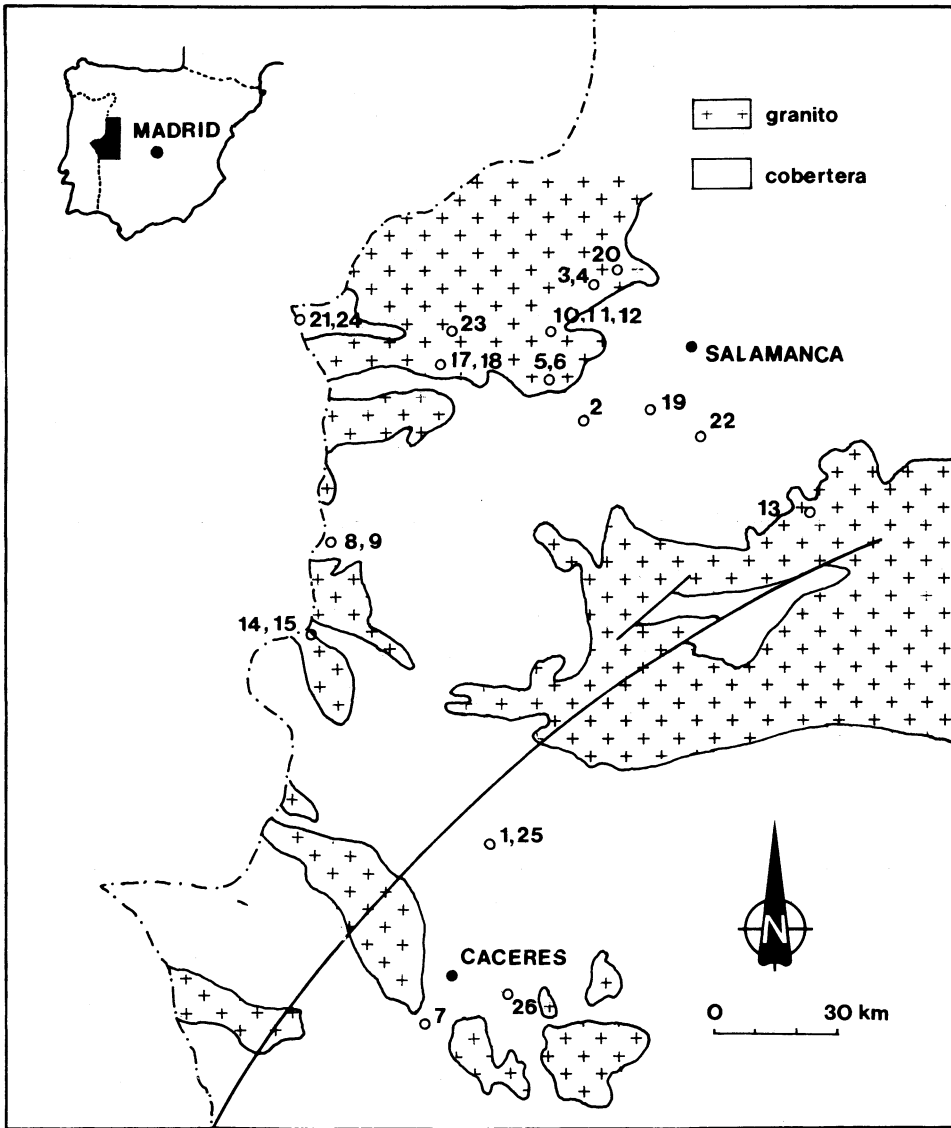 MADRID
granito
cobertera
20
3,4
21,24
23
10,11,12
SALAMANCA
17,18
5,6
2
19
22
13
8,9
14,15
1,25
N
CACERES
26
7
0 30 km